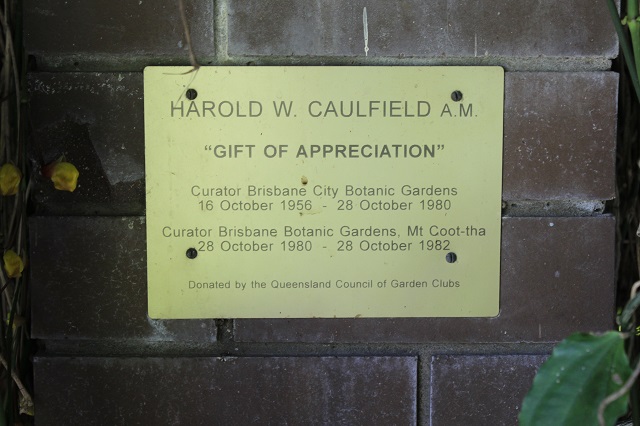 HAROLD W. CAULFIELD A.M.
“GIFT OF APPRECIATION”
Curator Brisbane City Botanic Gardens
16 October 1956 - 28 October 1980
Curator Brisbane Botanic Gardens, Mt Coot-tha
28 October 1980 - 28 October 1982
Donated by the Queensland Council of Garden Clubs